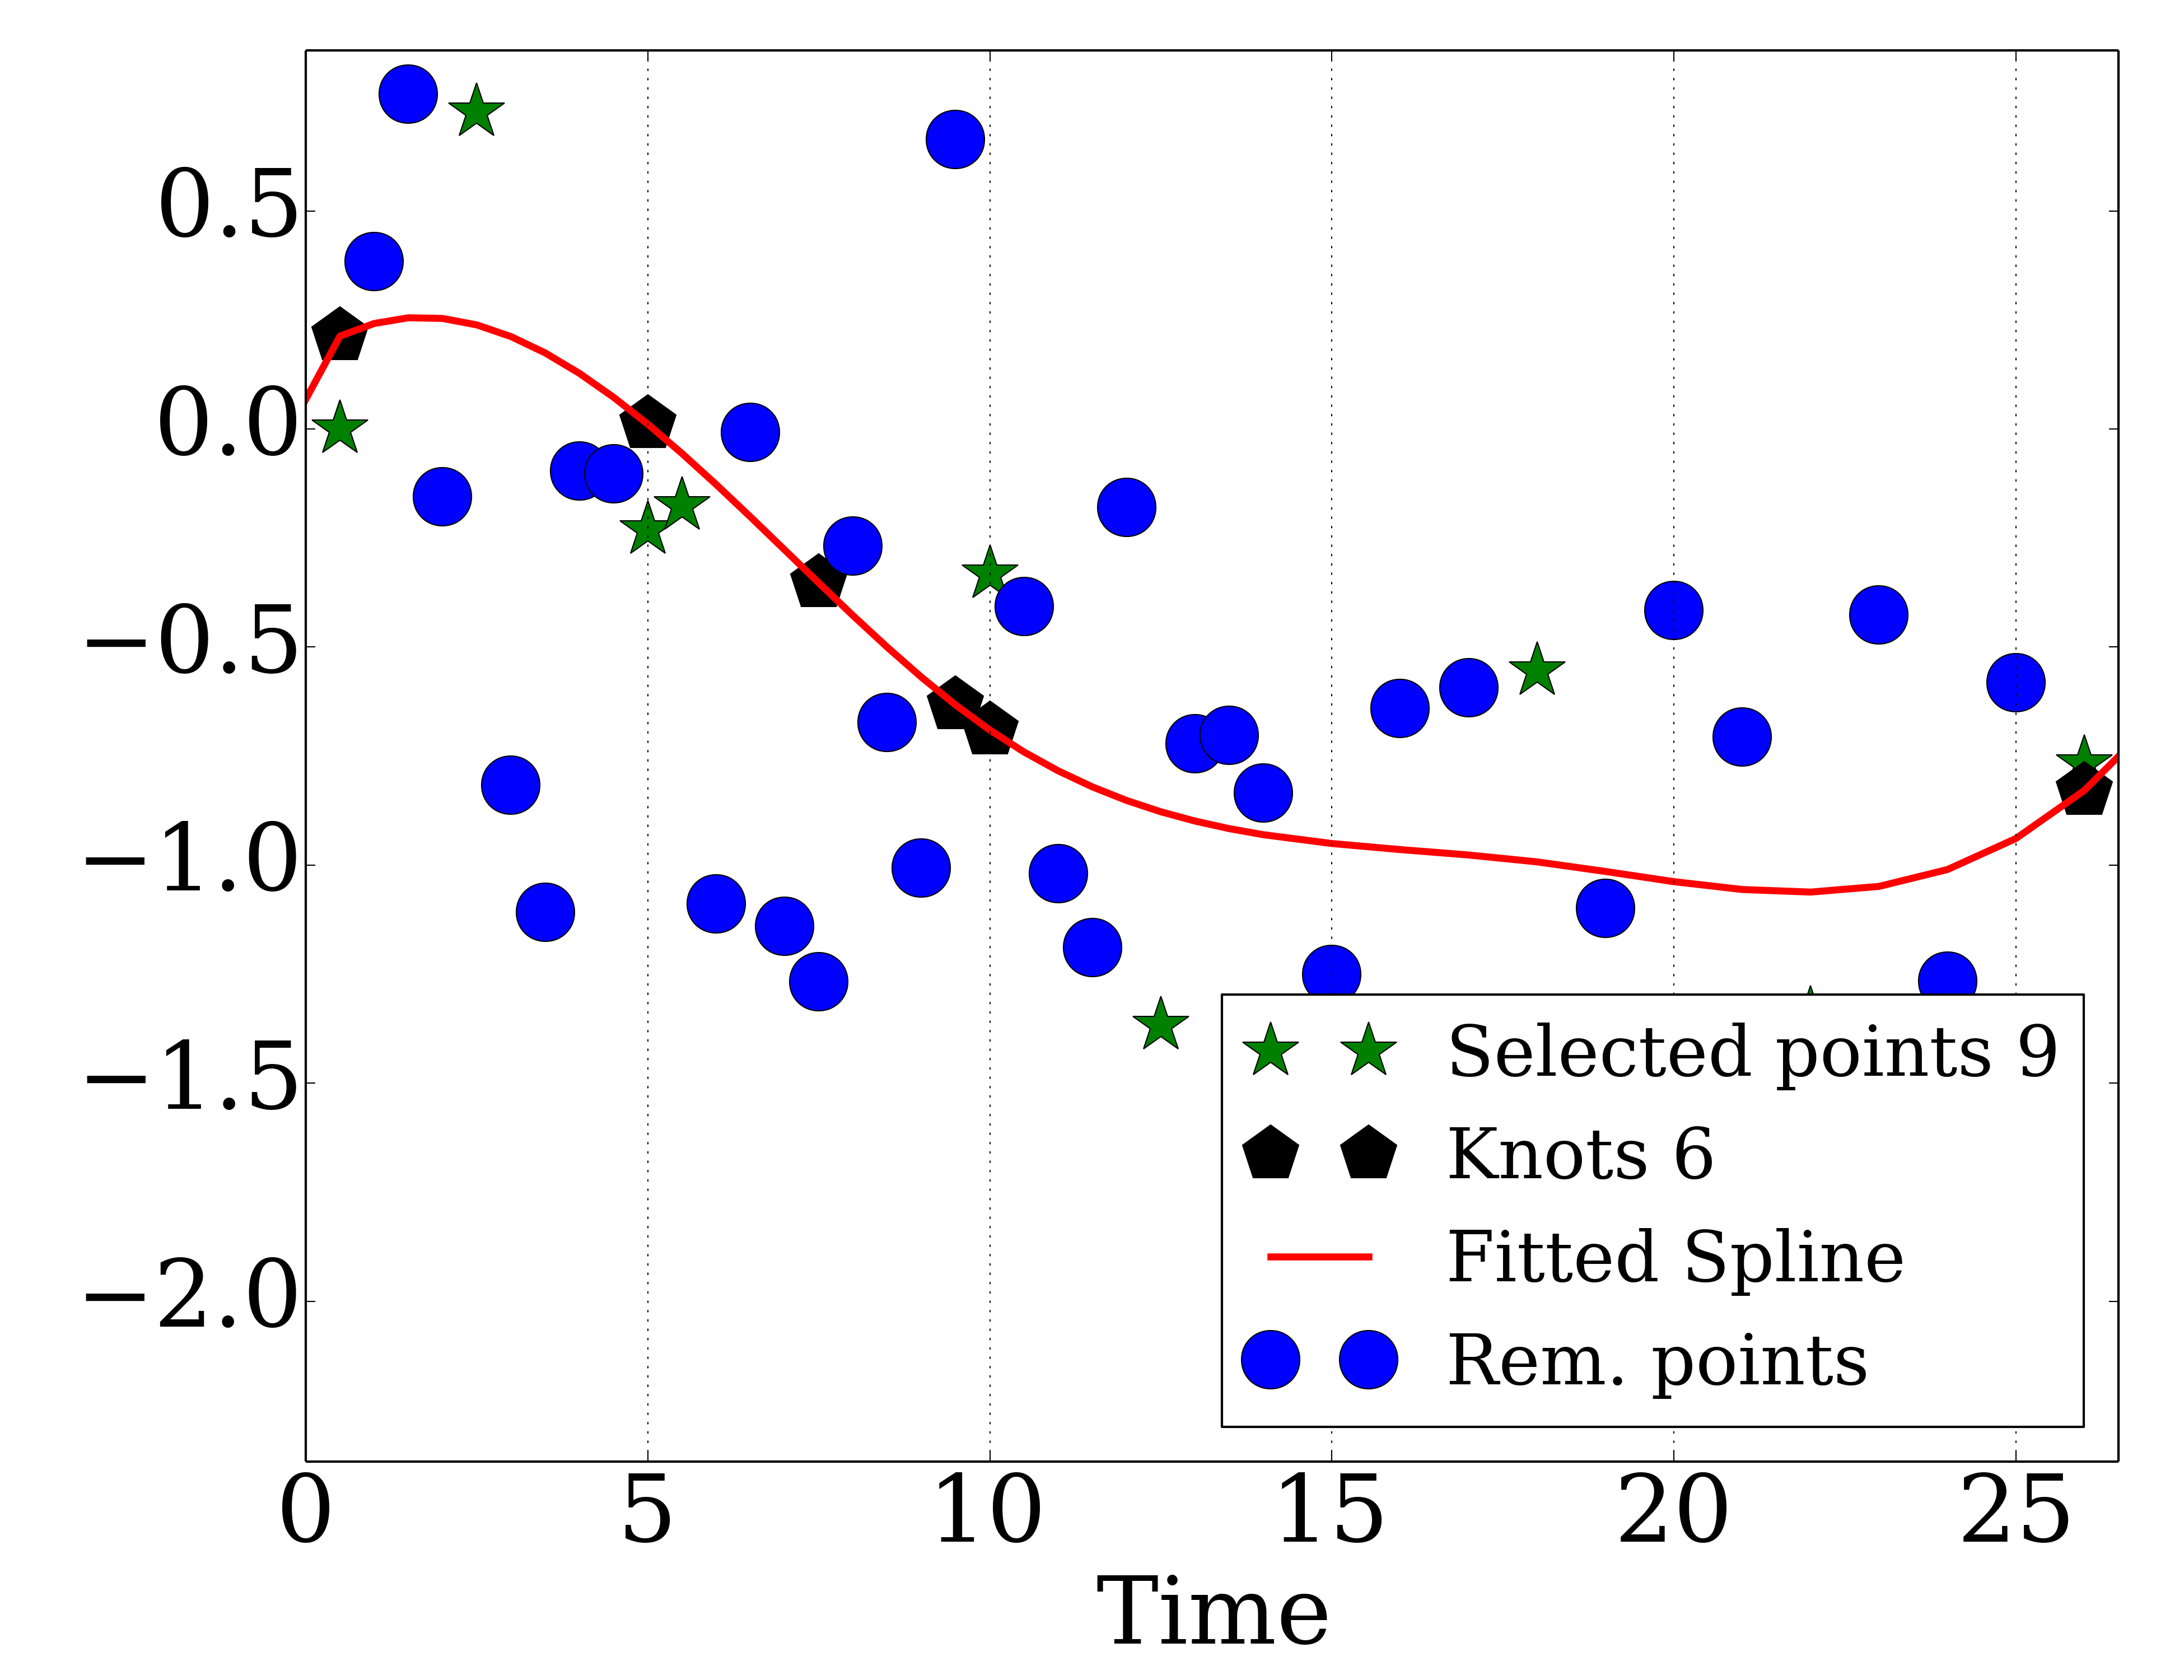 0.5
0.0
−0.5
−1.0
−1.5
−2.0
Selected points 9
Knots 6
Fitted Spline
Rem. points
0 5 10 15 20 25
Time